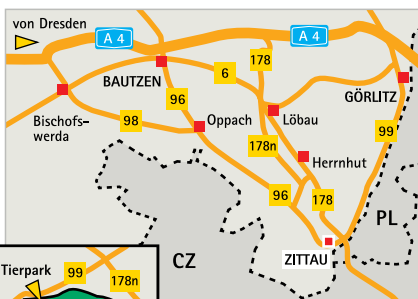 von Dresden
A 4
A 4
178
BAUTZEN
6
GÖRLITZ
96
Bischofs-
werda
98
Oppach
Löbau
99
178n
Herrnhut
96
178
PL
CZ
ZITTAU
Tierpark
99
178n